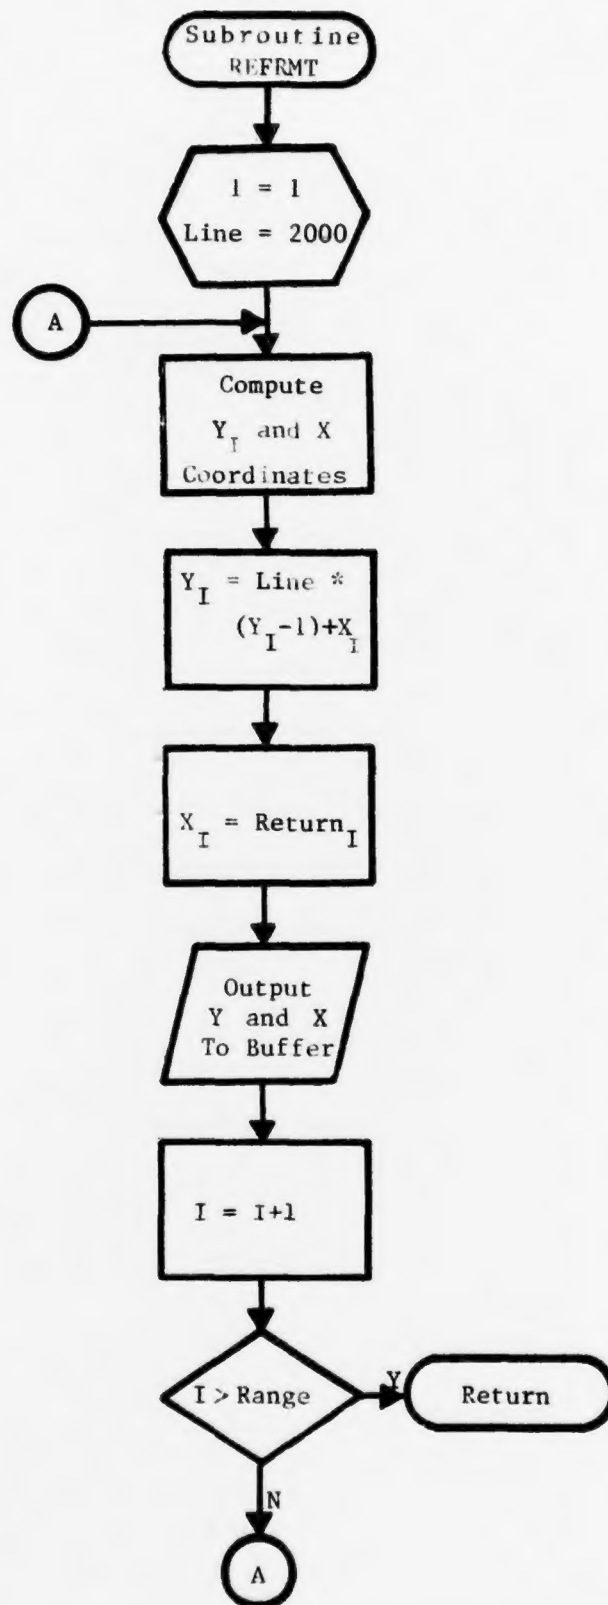 Subroutine
REFRMT
I = 1
Line = 2000
A
Compute
Y_I and X
Coordinates
Y_I = Line *
(Y_I-1)+X_I
X_I = Return_I
Output
Y and X
To Buffer
I = I+1
I > Range
Y
Return
N
A